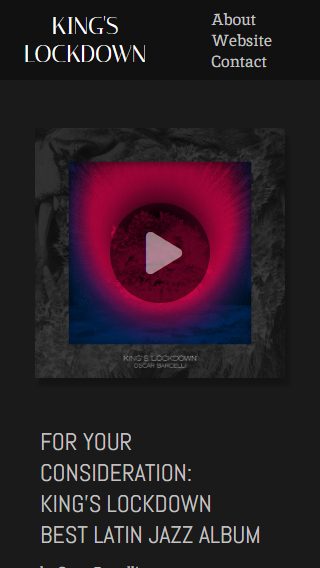 KING'S
LOCKDOWN
About
Website
Contact
KING'S LOCKDOWN
OSCAR BARCELLI
FOR YOUR
CONSIDERATION:
KING'S LOCKDOWN
BEST LATIN JAZZ ALBUM